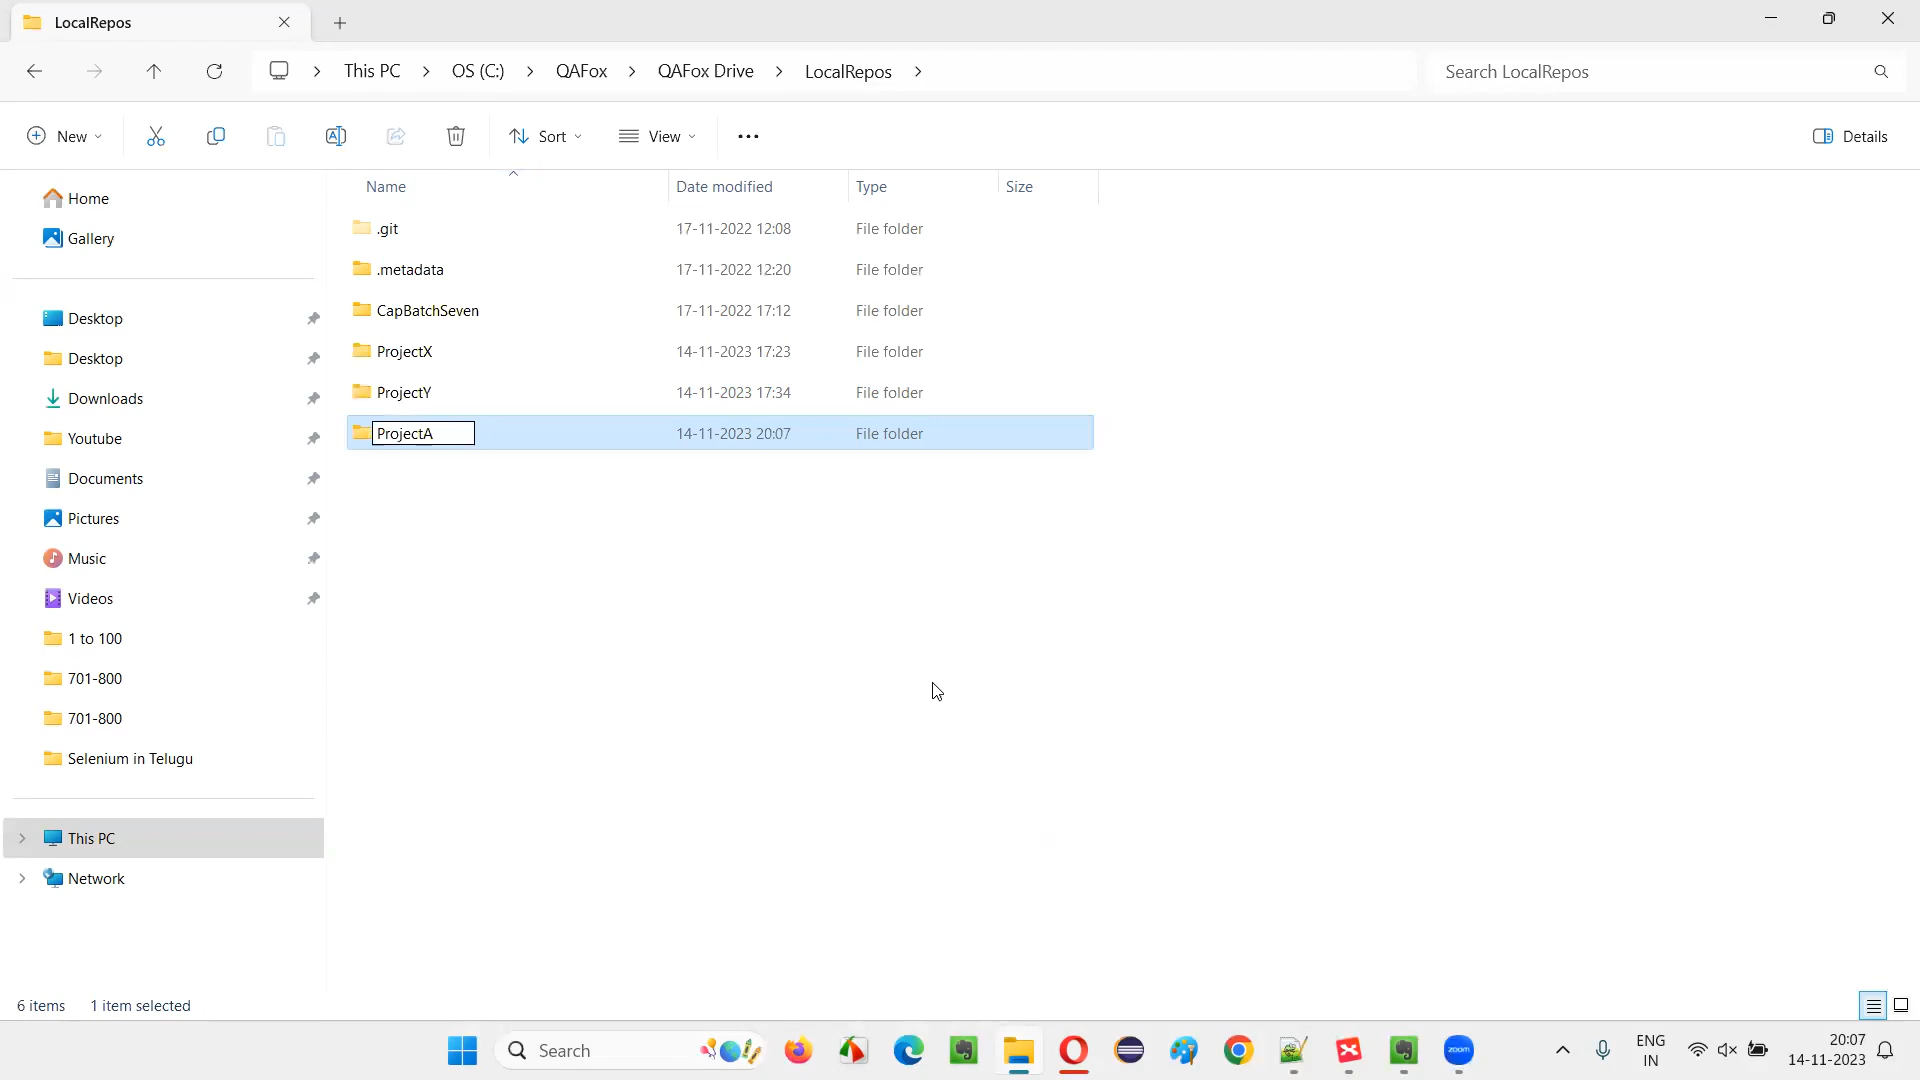 LocalRepos
This PC
OS (C:)
QAFox
QAFox Drive
LocalRepos
Search LocalRepos
New
Sort
View
Details
Name
Date modified
Type
Size
.git
17-11-2022 12:08
File folder
.metadata
17-11-2022 12:20
File folder
CapBatchSeven
17-11-2022 17:12
File folder
ProjectX
14-11-2023 17:23
File folder
ProjectY
14-11-2023 17:34
File folder
ProjectA
14-11-2023 20:07
File folder
Home
Gallery
Desktop
Desktop
Downloads
Youtube
Documents
Pictures
Music
Videos
1 to 100
701-800
701-800
Selenium in Telugu
This PC
Network
6 items
1 item selected
Search
zoom
ENG
IN
20:07
14-11-2023